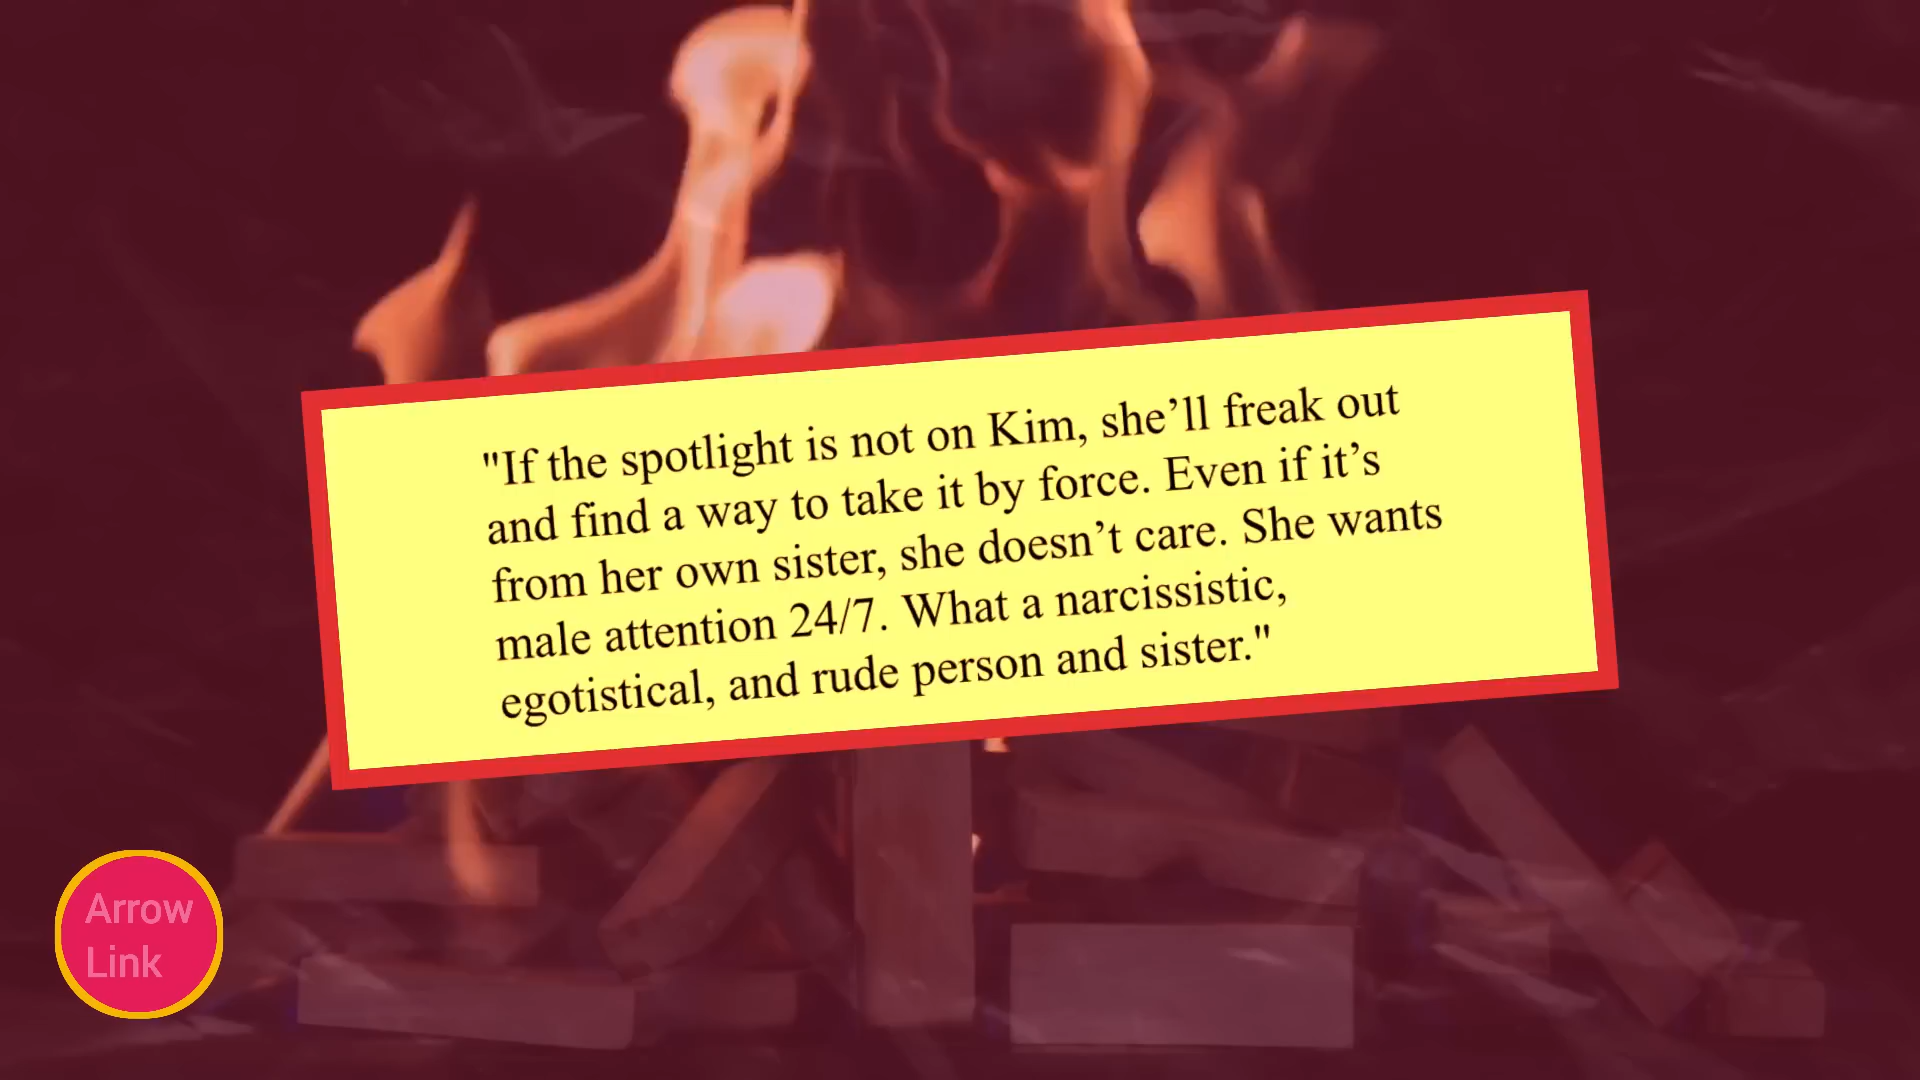 "If the spotlight is not on Kim, she’ll freak out
and find a way to take it by force. Even if it’s
from her own sister, she doesn’t care. She wants
male attention 24/7. What a narcissistic,
egotistical, and rude person and sister."
Arrow
Link